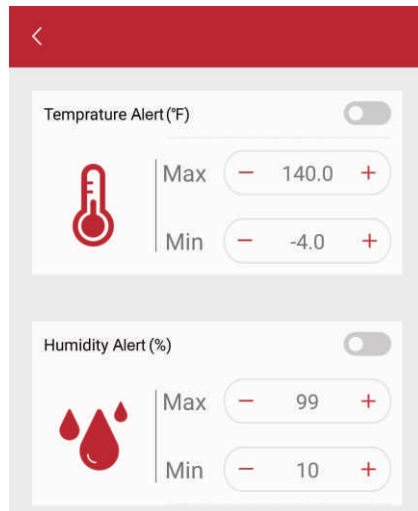 Temprature Alert(°F)
Max − 140.0 +
Min − -4.0 +
Humidity Alert (%)
Max − 99 +
Min − 10 +